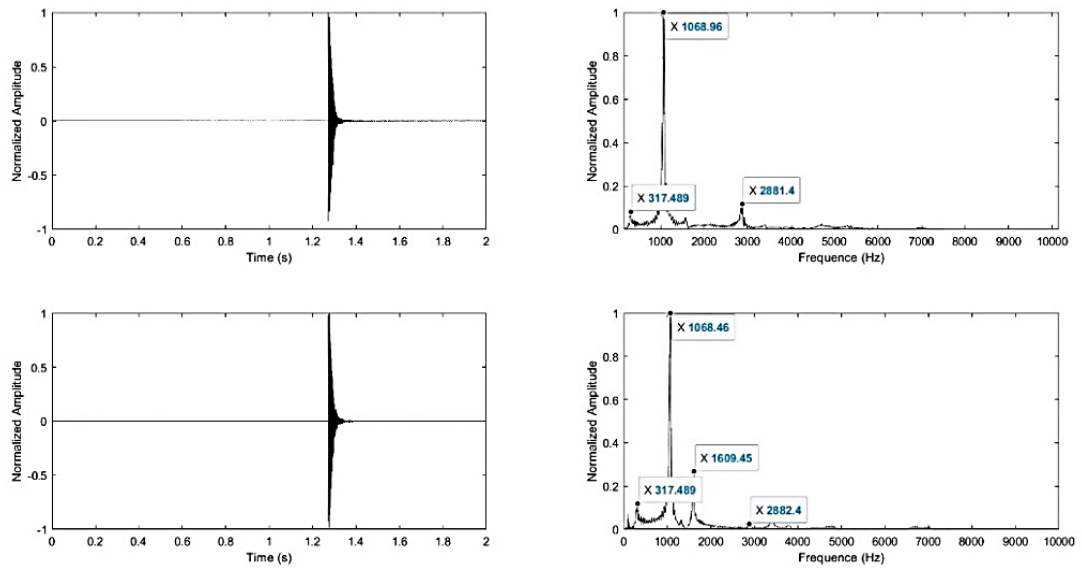 1
0.5
0
-0.5
-1
Normalized Amplitude
0 0.2 0.4 0.6 0.8 1 1.2 1.4 1.6 1.8 2
Time (s)
1
0.8
0.6
0.4
0.2
0
Normalized Amplitude
X 1068.96
X 317.489
X 2881.4
1000 2000 3000 4000 5000 6000 7000 8000 9000 10000
Frequence (Hz)
1
0.5
0
-0.5
-1
Normalized Amplitude
0 0.2 0.4 0.6 0.8 1 1.2 1.4 1.6 1.8 2
Time (s)
1
0.8
0.6
0.4
0.2
0
Normalized Amplitude
X 1068.46
X 1609.45
X 317.489
X 2882.4
0 1000 2000 3000 4000 5000 6000 7000 8000 9000 10000
Frequence (Hz)